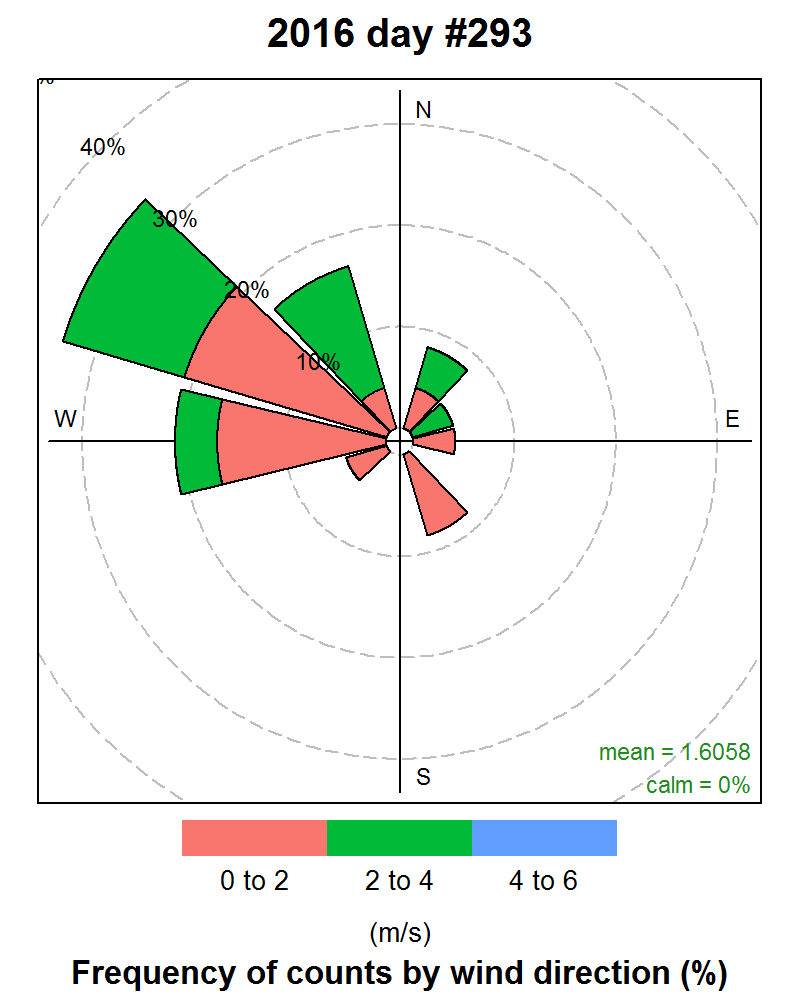 2016 day #293
%
N
40%
30%
20%
10%
W
E
S
mean = 1.6058
calm = 0%
0 to 2 2 to 4 4 to 6
(m/s)
Frequency of counts by wind direction (%)